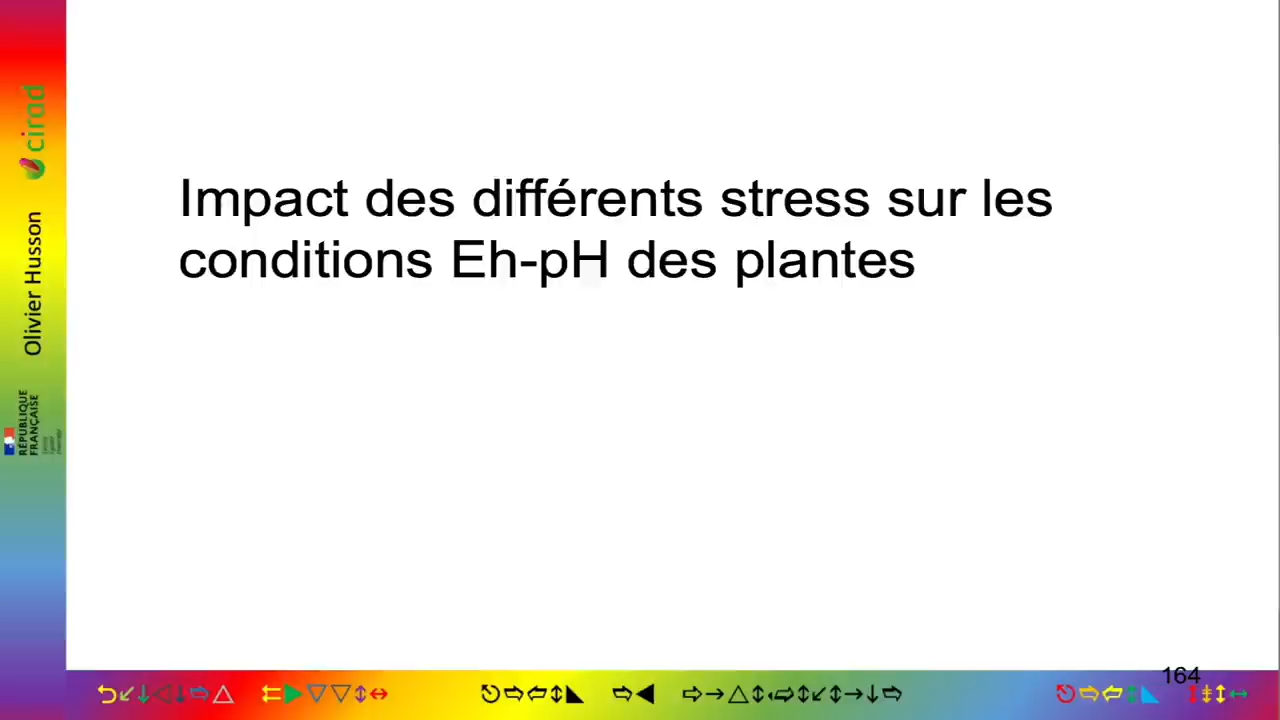 Impact des différents stress sur les
conditions Eh-pH des plantes
cirad
Olivier Husson
RÉPUBLIQUE
FRANÇAISE
164